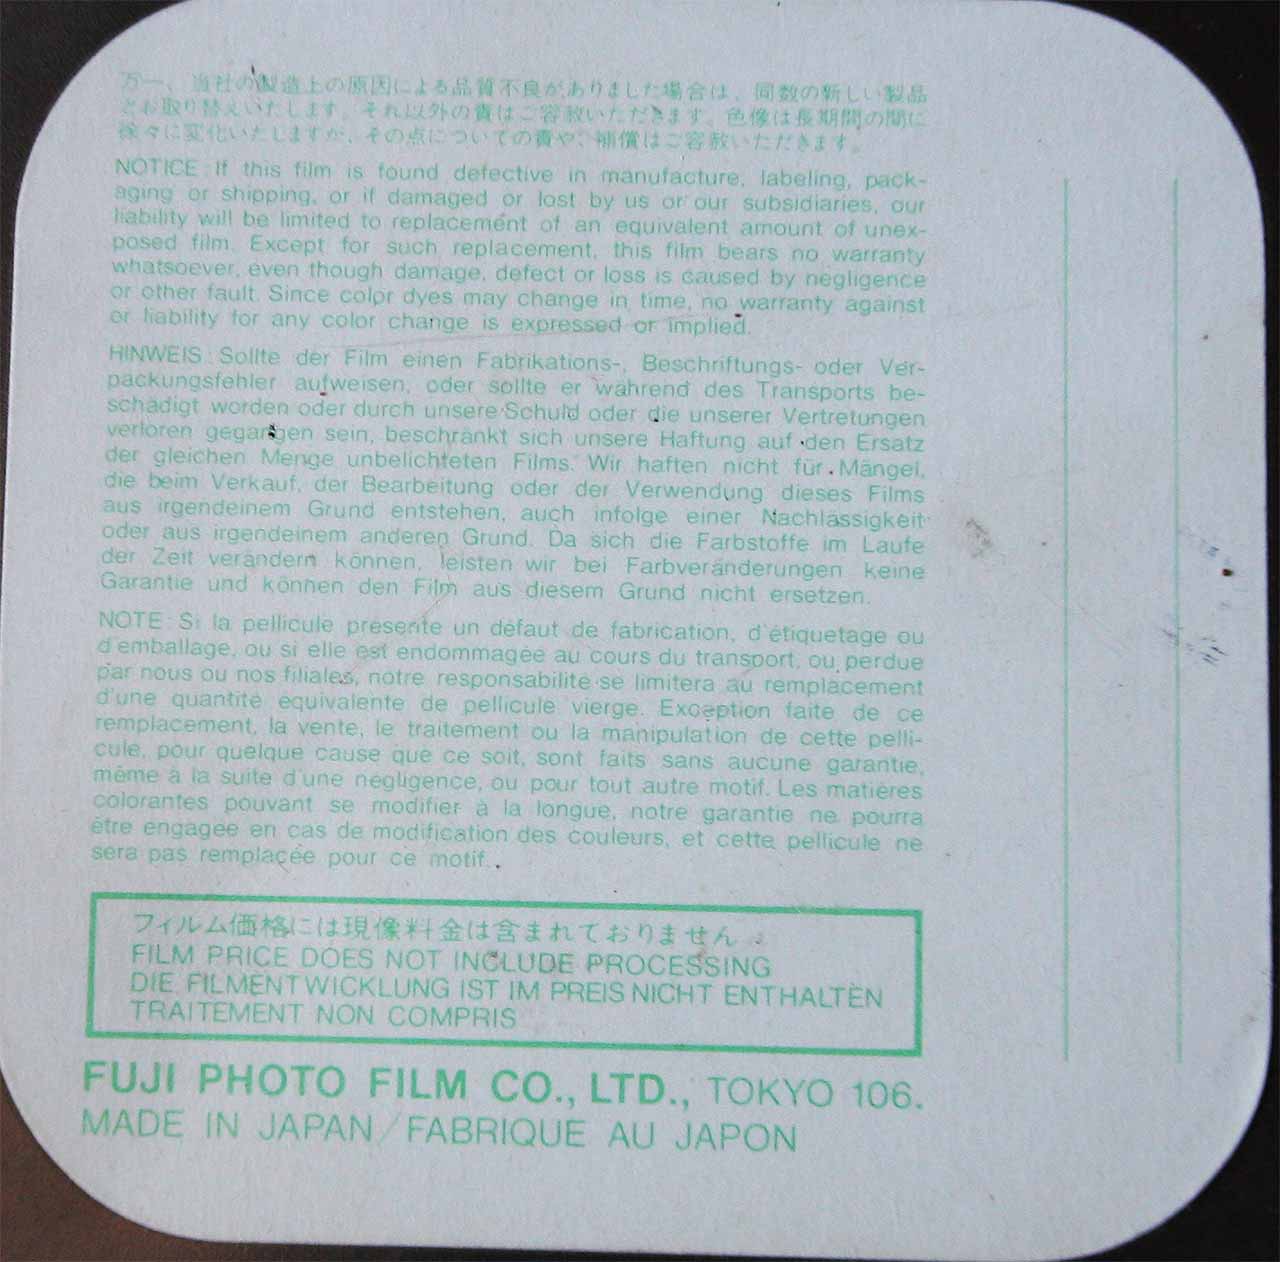 万一、当社の製造上の原因による品質不良がありました場合は、同数の新しい製品
とお取り替えいたします。それ以外の責はご容赦いただきます。色像は長期間の間に
徐々に変化いたしますが、その点についての責や、補償はご容赦いただきます。
NOTICE: If this film is found defective in manufacture, labeling, pack-
aging or shipping, or if damaged or lost by us or our subsidiaries, our
liability will be limited to replacement of an equivalent amount of unex-
posed film. Except for such replacement, this film bears no warranty
whatsoever, even though damage, defect or loss is caused by negligence
or other fault. Since color dyes may change in time, no warranty against
or liability for any color change is expressed or implied.
HINWEIS: Sollte der Film einen Fabrikations-, Beschriftungs- oder Ver-
packungsfehler aufweisen, oder sollte er während des Transports be-
schädigt worden oder durch unsere Schuld oder die unserer Vertretungen
verloren gegangen sein, beschränkt sich unsere Haftung auf den Ersatz
der gleichen Menge unbelichteten Films. Wir haften nicht für Mängel,
die beim Verkauf, der Bearbeitung oder der Verwendung dieses Films
aus irgendeinem Grund entstehen, auch infolge einer Nachlässigkeit
oder aus irgendeinem anderen Grund. Da sich die Farbstoffe im Laufe
der Zeit verändern können, leisten wir bei Farbveränderungen keine
Garantie und können den Film aus diesem Grund nicht ersetzen.
NOTE: Si la pellicule présente un défaut de fabrication, d'étiquetage ou
d'emballage, ou si elle est endommagée au cours du transport, ou perdue
par nous ou nos filiales, notre responsabilité se limitera au remplacement
d'une quantité équivalente de pellicule vierge. Exception faite de ce
remplacement, la vente, le traitement ou la manipulation de cette pelli-
cule, pour quelque cause que ce soit, sont faits sans aucune garantie,
même à la suite d'une négligence, ou pour tout autre motif. Les matières
colorantes pouvant se modifier à la longue, notre garantie ne pourra
être engagée en cas de modification des couleurs, et cette pellicule ne
sera pas remplacée pour ce motif.
フィルム価格には現像料金は含まれておりません
FILM PRICE DOES NOT INCLUDE PROCESSING
DIE FILMENTWICKLUNG IST IM PREIS NICHT ENTHALTEN
TRAITEMENT NON COMPRIS
FUJI PHOTO FILM CO., LTD., TOKYO 106.
MADE IN JAPAN/FABRIQUE AU JAPON